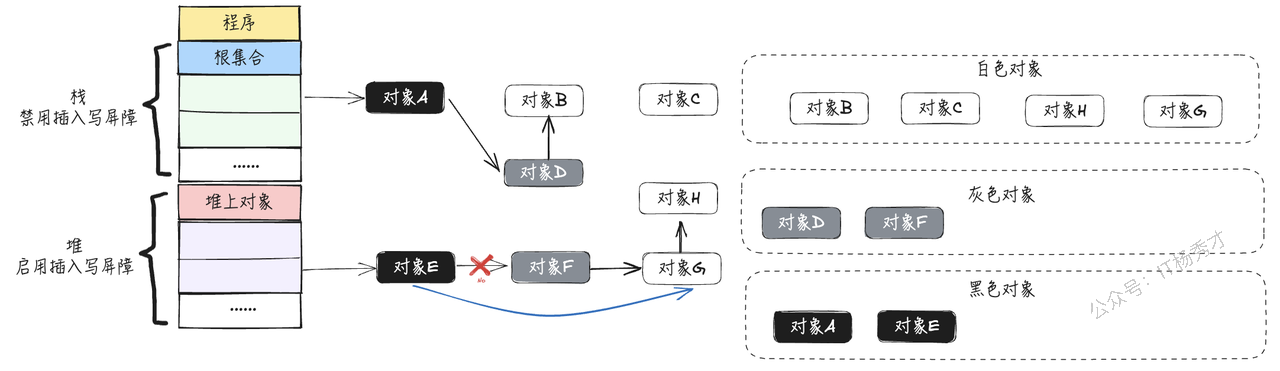 程序
根集合
栈
禁用插入写屏障
......
堆上对象
堆
启用插入写屏障
......
对象A
对象B
对象C
对象D
对象H
对象E
No
对象F
对象G
白色对象
对象B
对象C
对象H
对象G
灰色对象
对象D
对象F
黑色对象
对象A
对象E
公众号：IT杨秀才